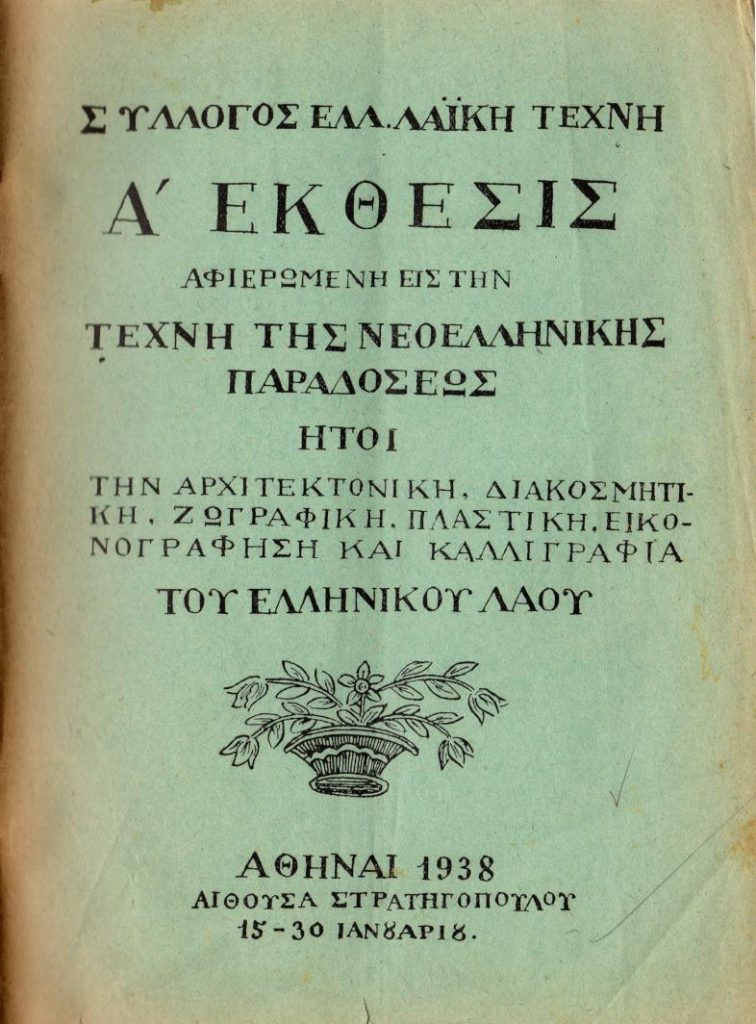 ΣΥΛΛΟΓΟΣ ΕΛΛ.ΛΑΪΚΗ ΤΕΧΝΗ
Α΄ ΕΚΘΕΣΙΣ
ΑΦΙΕΡΩΜΕΝΗ ΕΙΣ ΤΗΝ
ΤΕΧΝΗ ΤΗΣ ΝΕΟΕΛΛΗΝΙΚΗΣ
ΠΑΡΑΔΟΣΕΩΣ
ΗΤΟΙ
ΤΗΝ ΑΡΧΙΤΕΚΤΟΝΙΚΗ, ΔΙΑΚΟΣΜΗΤΙ-
ΚΗ, ΖΩΓΡΑΦΙΚΗ, ΠΛΑΣΤΙΚΗ, ΕΙΚΟ-
ΝΟΓΡΑΦΗΣΗ ΚΑΙ ΚΑΛΛΙΓΡΑΦΙΑ
ΤΟΥ ΕΛΛΗΝΙΚΟΥ ΛΑΟΥ
ΑΘΗΝΑΙ 1938
ΑΙΘΟΥΣΑ ΣΤΡΑΤΗΓΟΠΟΥΛΟΥ
15-30 ΙΑΝȢΑΡΙȢ.